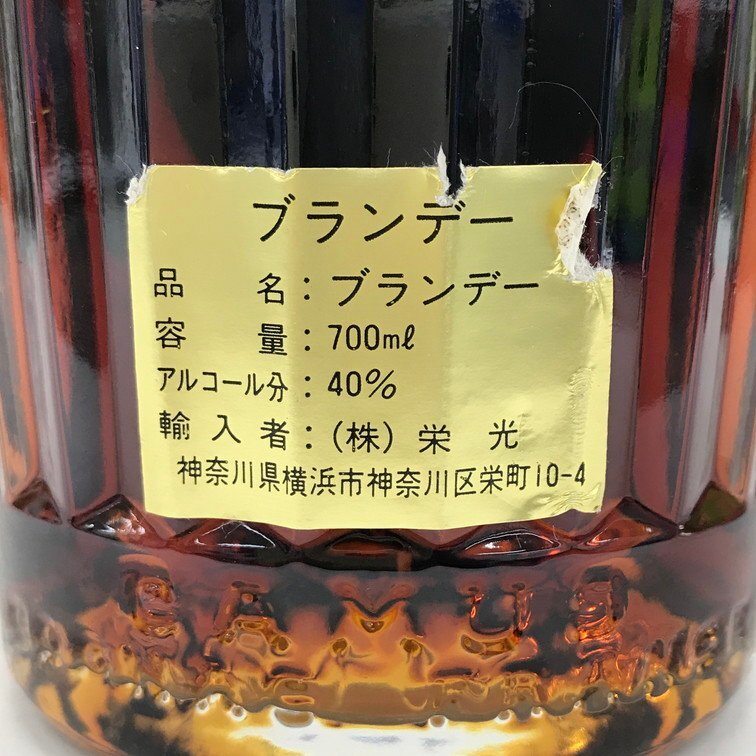 ブランデー
品 名：ブランデー
容 量：700ml
アルコール分：40%
輸入者：（株）栄 光
神奈川県横浜市神奈川区栄町10-4
CAMUS